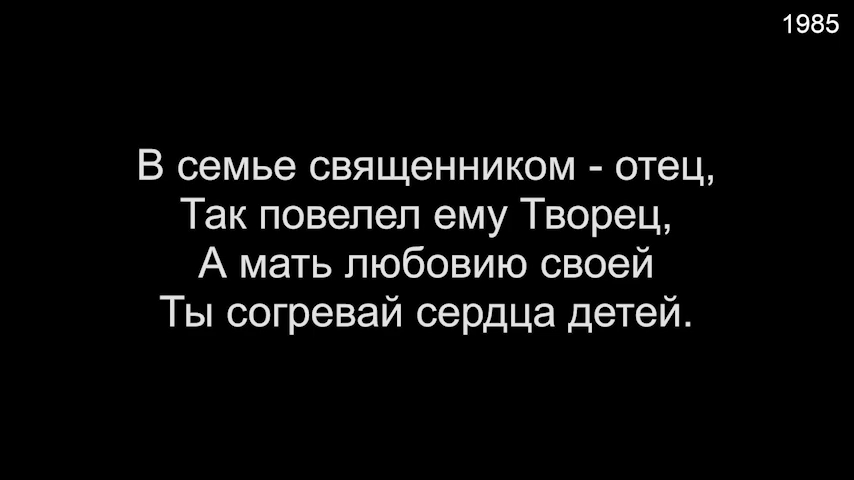 1985
В семье священником - отец,
Так повелел ему Творец,
А мать любовию своей
Ты согревай сердца детей.